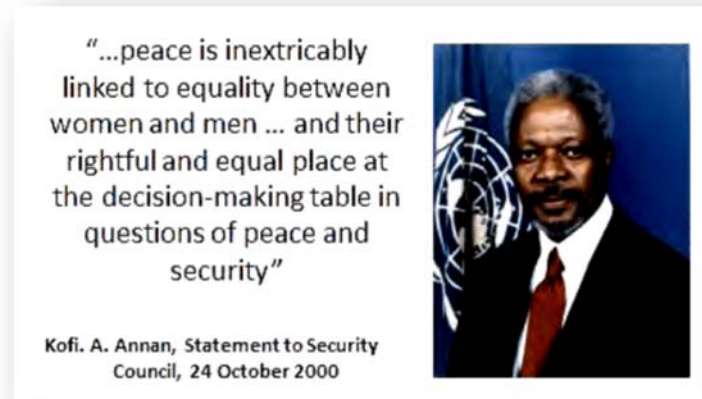 “...peace is inextricably
linked to equality between
women and men ... and their
rightful and equal place at
the decision-making table in
questions of peace and
security”
Kofi. A. Annan, Statement to Security
Council, 24 October 2000